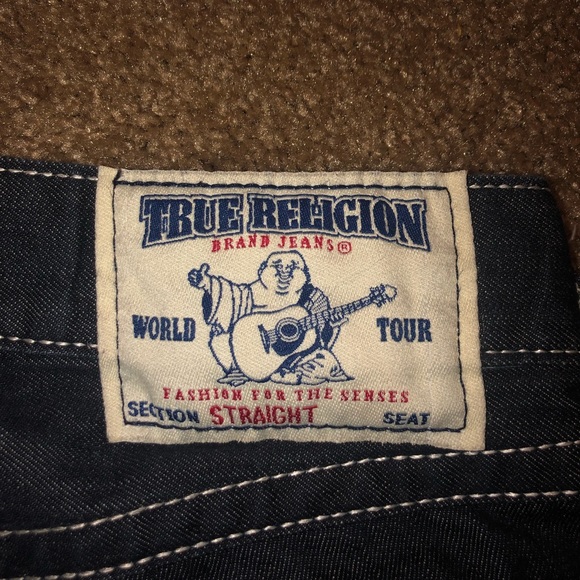 TRUE RELIGION
BRAND JEANS®
WORLD TOUR
FASHION FOR THE SENSES
SECTION STRAIGHT SEAT